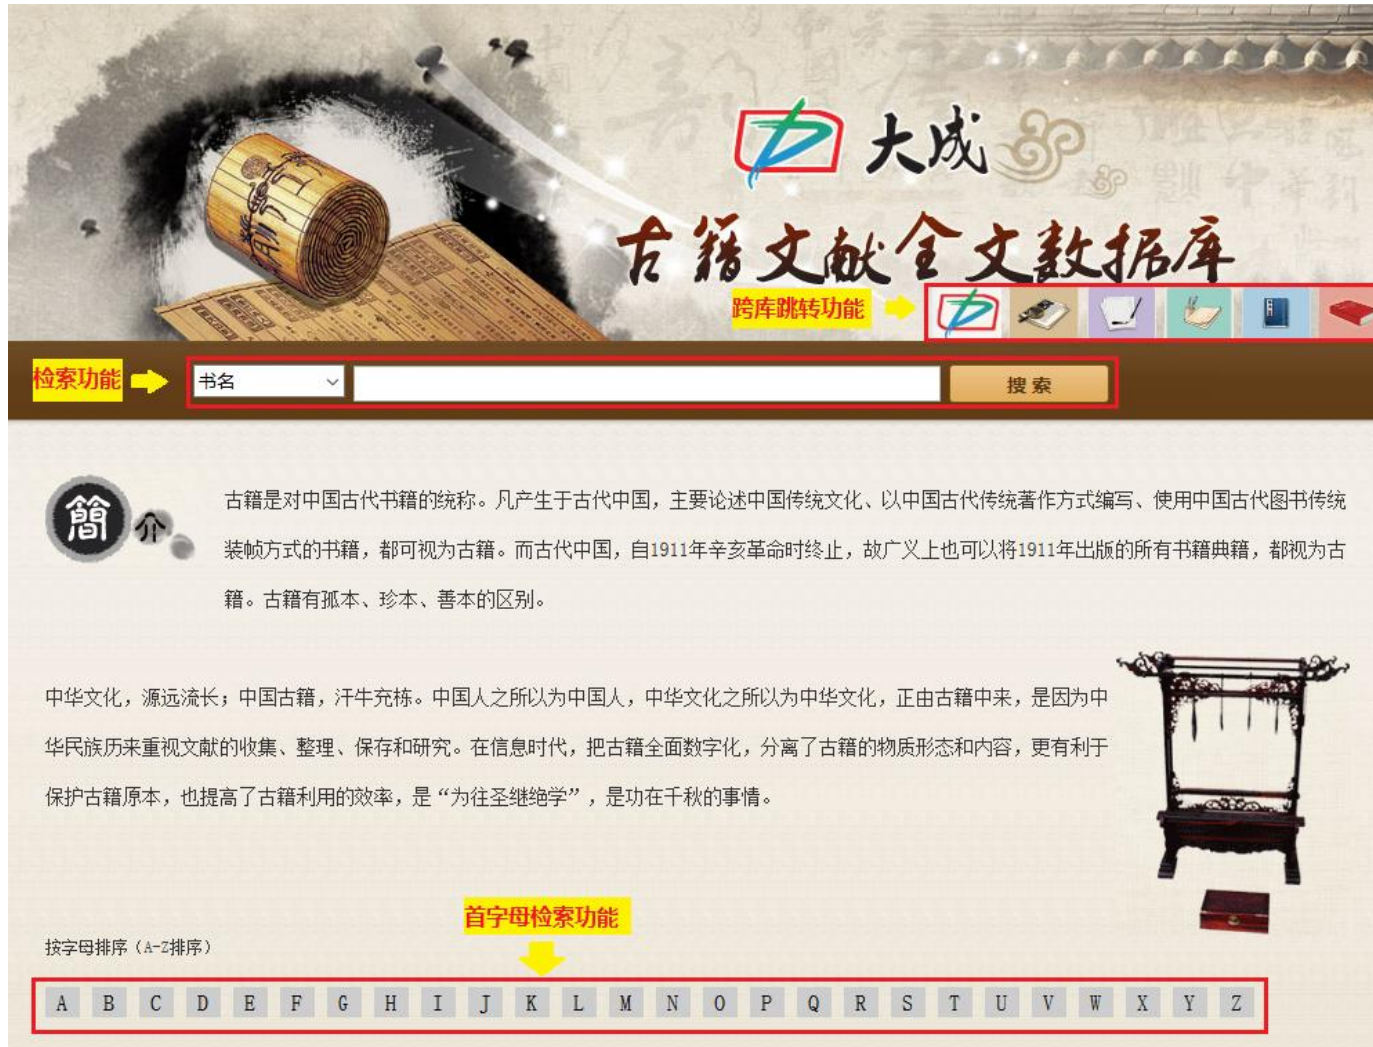 大成
古籍文献全文数据库
跨库跳转功能
检索功能
书名
搜索
简介
古籍是对中国古代书籍的统称。凡产生于古代中国，主要论述中国传统文化、以中国古代传统著作方式编写、使用中国古代图书传统
装帧方式的书籍，都可视为古籍。而古代中国，自1911年辛亥革命时终止，故广义上也可以将1911年出版的所有书籍典籍，都视为古
籍。古籍有孤本、珍本、善本的区别。
中华文化，源远流长；中国古籍，汗牛充栋。中国人之所以为中国人，中华文化之所以为中华文化，正由古籍中来，是因为中
华民族历来重视文献的收集、整理、保存和研究。在信息时代，把古籍全面数字化，分离了古籍的物质形态和内容，更有利于
保护古籍原本，也提高了古籍利用的效率，是“为往圣继绝学”，是功在千秋的事情。
首字母检索功能
按字母排序（A-Z排序）
A B C D E F G H I J K L M N O P Q R S T U V W X Y Z